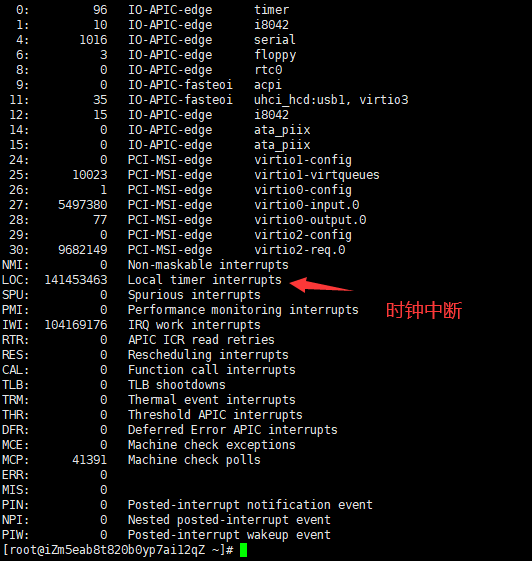 0: 96 IO-APIC-edge timer
1: 10 IO-APIC-edge i8042
4: 1016 IO-APIC-edge serial
6: 3 IO-APIC-edge floppy
8: 0 IO-APIC-edge rtc0
9: 0 IO-APIC-fasteoi acpi
11: 35 IO-APIC-fasteoi uhci_hcd:usb1, virtio3
12: 15 IO-APIC-edge i8042
14: 0 IO-APIC-edge ata_piix
15: 0 IO-APIC-edge ata_piix
24: 0 PCI-MSI-edge virtio1-config
25: 10023 PCI-MSI-edge virtio1-virtqueues
26: 1 PCI-MSI-edge virtio0-config
27: 5497380 PCI-MSI-edge virtio0-input.0
28: 77 PCI-MSI-edge virtio0-output.0
29: 0 PCI-MSI-edge virtio2-config
30: 9682149 PCI-MSI-edge virtio2-req.0
NMI: 0 Non-maskable interrupts
LOC: 141453463 Local timer interrupts
SPU: 0 Spurious interrupts
PMI: 0 Performance monitoring interrupts 时钟中断
IWI: 104169176 IRQ work interrupts
RTR: 0 APIC ICR read retries
RES: 0 Rescheduling interrupts
CAL: 0 Function call interrupts
TLB: 0 TLB shootdowns
TRM: 0 Thermal event interrupts
THR: 0 Threshold APIC interrupts
DFR: 0 Deferred Error APIC interrupts
MCE: 0 Machine check exceptions
MCP: 41391 Machine check polls
ERR: 0
MIS: 0
PIN: 0 Posted-interrupt notification event
NPI: 0 Nested posted-interrupt event
PIW: 0 Posted-interrupt wakeup event
[root@iZm5eab8t820b0yp7ai12qZ ~]#